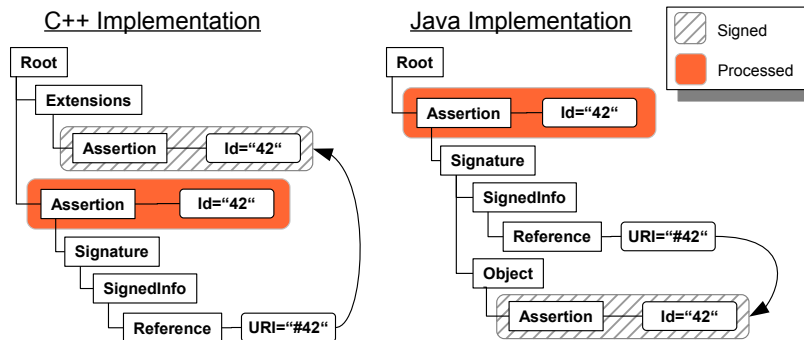 C++ Implementation
Root
Extensions
Assertion Id=“42“
Assertion Id=“42“
Signature
SignedInfo
Reference URI=“#42“
Java Implementation
Root
Assertion Id=“42“
Signature
SignedInfo
Reference URI=“#42“
Object
Assertion Id=“42“
Signed
Processed